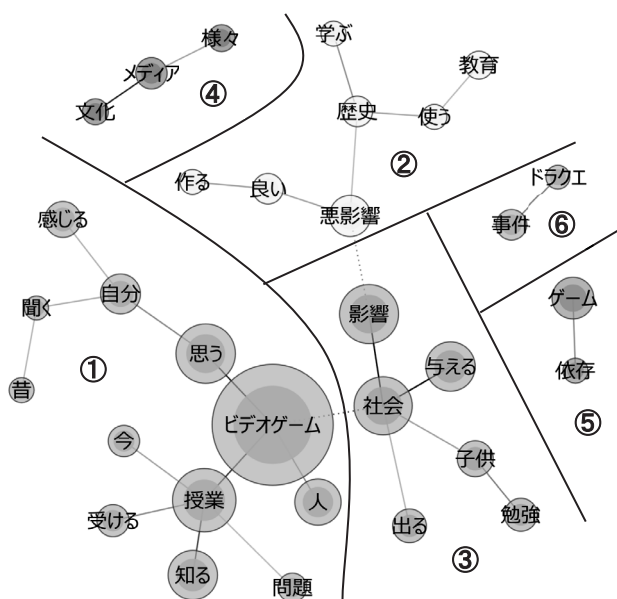 学ぶ
様々
教育
メディア
④
文化
歴史
使う
②
作る
良い
悪影響
ドラクエ
事件
⑥
感じる
自分
聞く
思う
①
昔
影響
ゲーム
与える
依存
社会
⑤
ビデオゲーム
今
子供
授業
人
受ける
出る
勉強
③
知る
問題